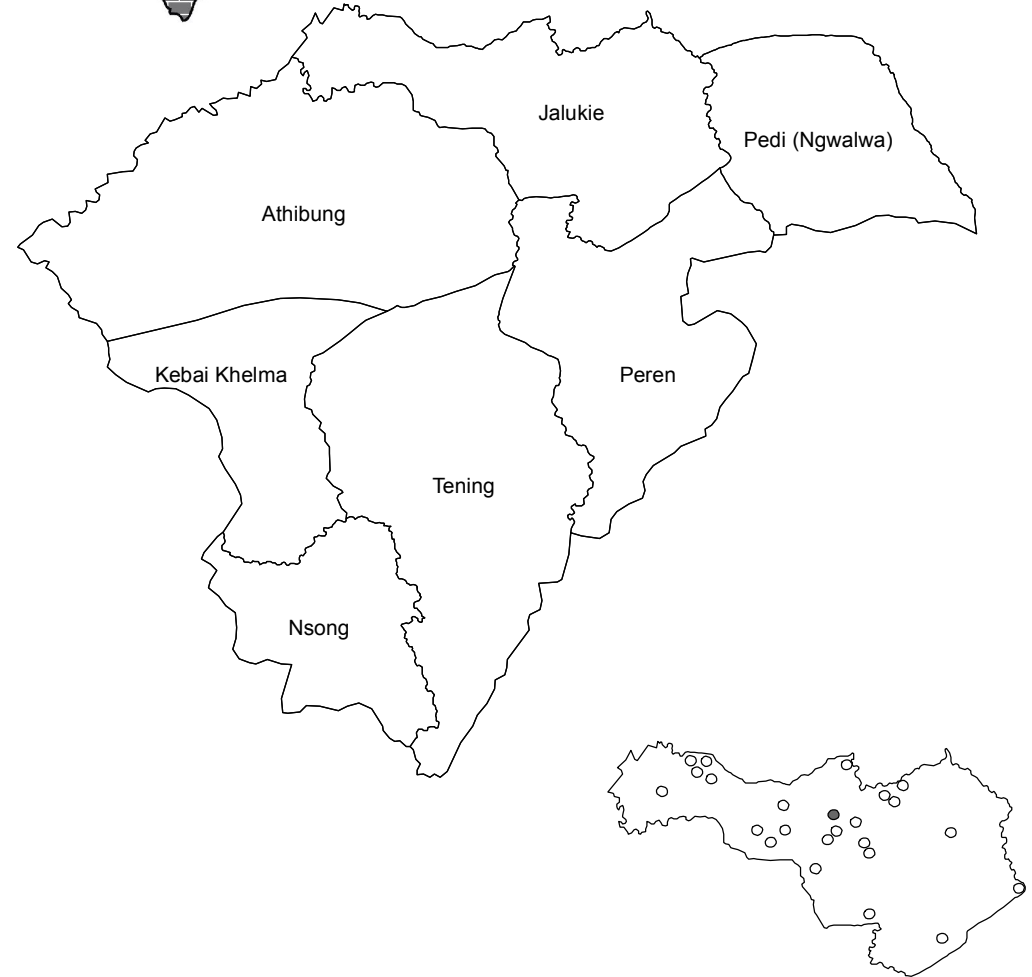 Jalukie
Pedi (Ngwalwa)
Athibung
Kebai Khelma
Peren
Tening
Nsong